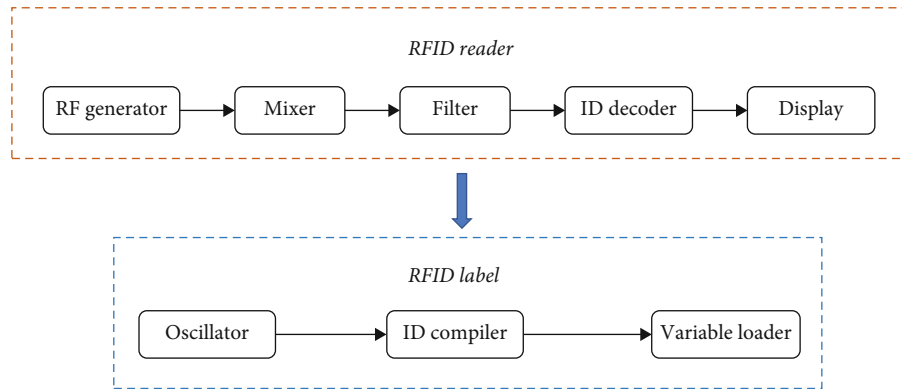 RFID reader
RF generator
Mixer
Filter
ID decoder
Display
RFID label
Oscillator
ID compiler
Variable loader